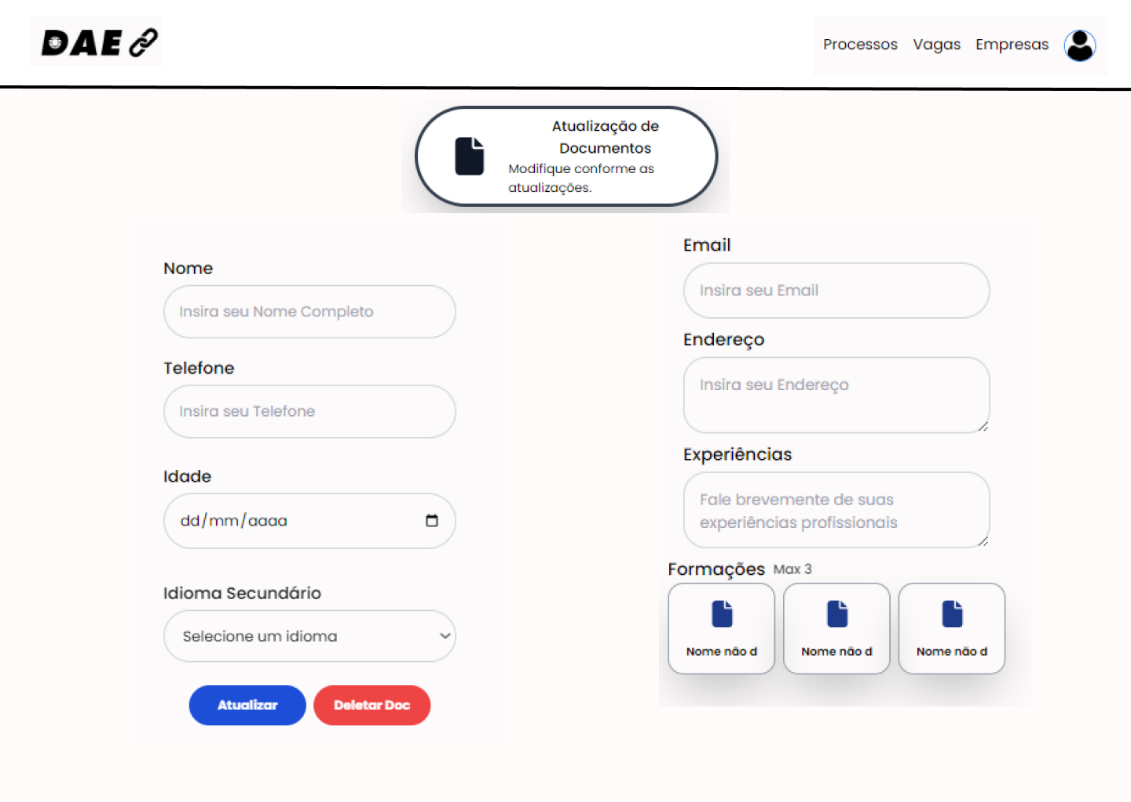 DAE
Processos Vagas Empresas
Atualização de
Documentos
Modifique conforme as
atualizações.
Nome
Insira seu Nome Completo
Telefone
Insira seu Telefone
Idade
dd/mm/aaaa
Idioma Secundário
Selecione um idioma
Atualizar Deletar Doc
Email
Insira seu Email
Endereço
Insira seu Endereço
Experiências
Fale brevemente de suas
experiências profissionais
Formações Max 3
Nome não d Nome não d Nome não d